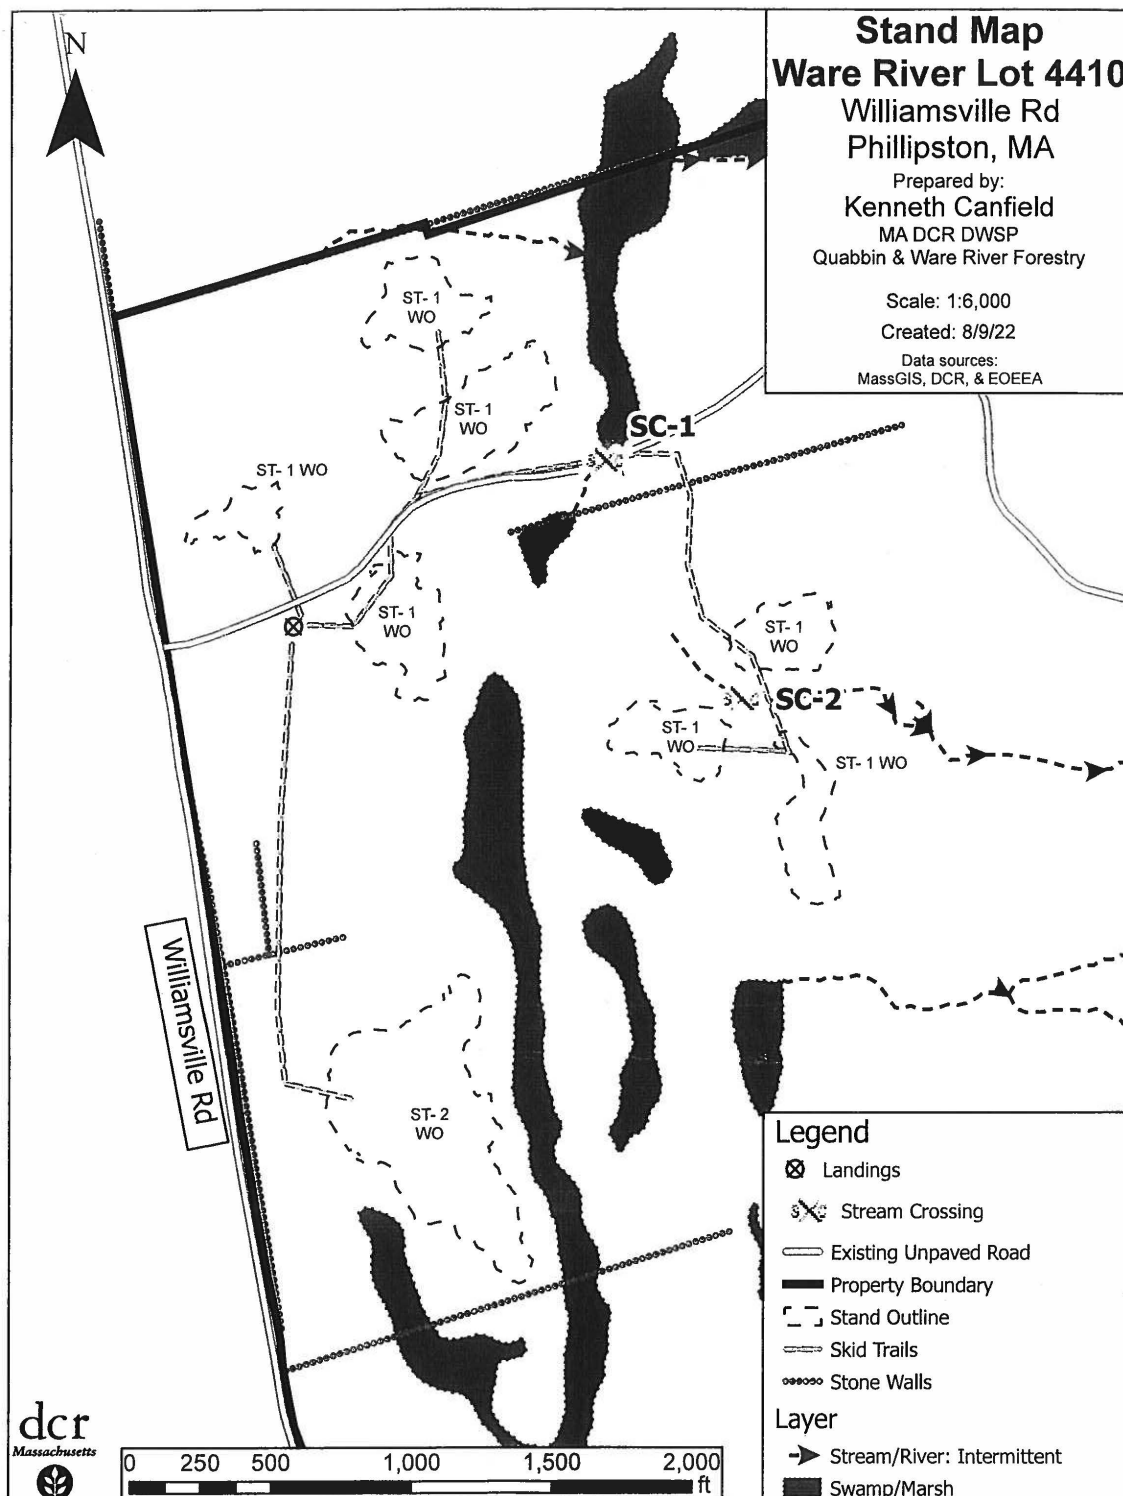 Stand Map
Ware River Lot 4410
Williamsville Rd
Phillipston, MA
Prepared by:
Kenneth Canfield
MA DCR DWSP
Quabbin & Ware River Forestry
Scale: 1:6,000
Created: 8/9/22
Data sources:
MassGIS, DCR, & EOEEA
N
ST- 1
WO
ST- 1
WO
SC-1
ST- 1 WO
ST- 1
WO
ST- 1
WO
SC-2
ST- 1
WO
ST- 1 WO
Williamsville Rd
ST- 2
WO
Legend
Landings
Stream Crossing
Existing Unpaved Road
Property Boundary
Stand Outline
Skid Trails
Stone Walls
Layer
Stream/River: Intermittent
Swamp/Marsh
dcr
Massachusetts
0 250 500 1,000 1,500 2,000
ft